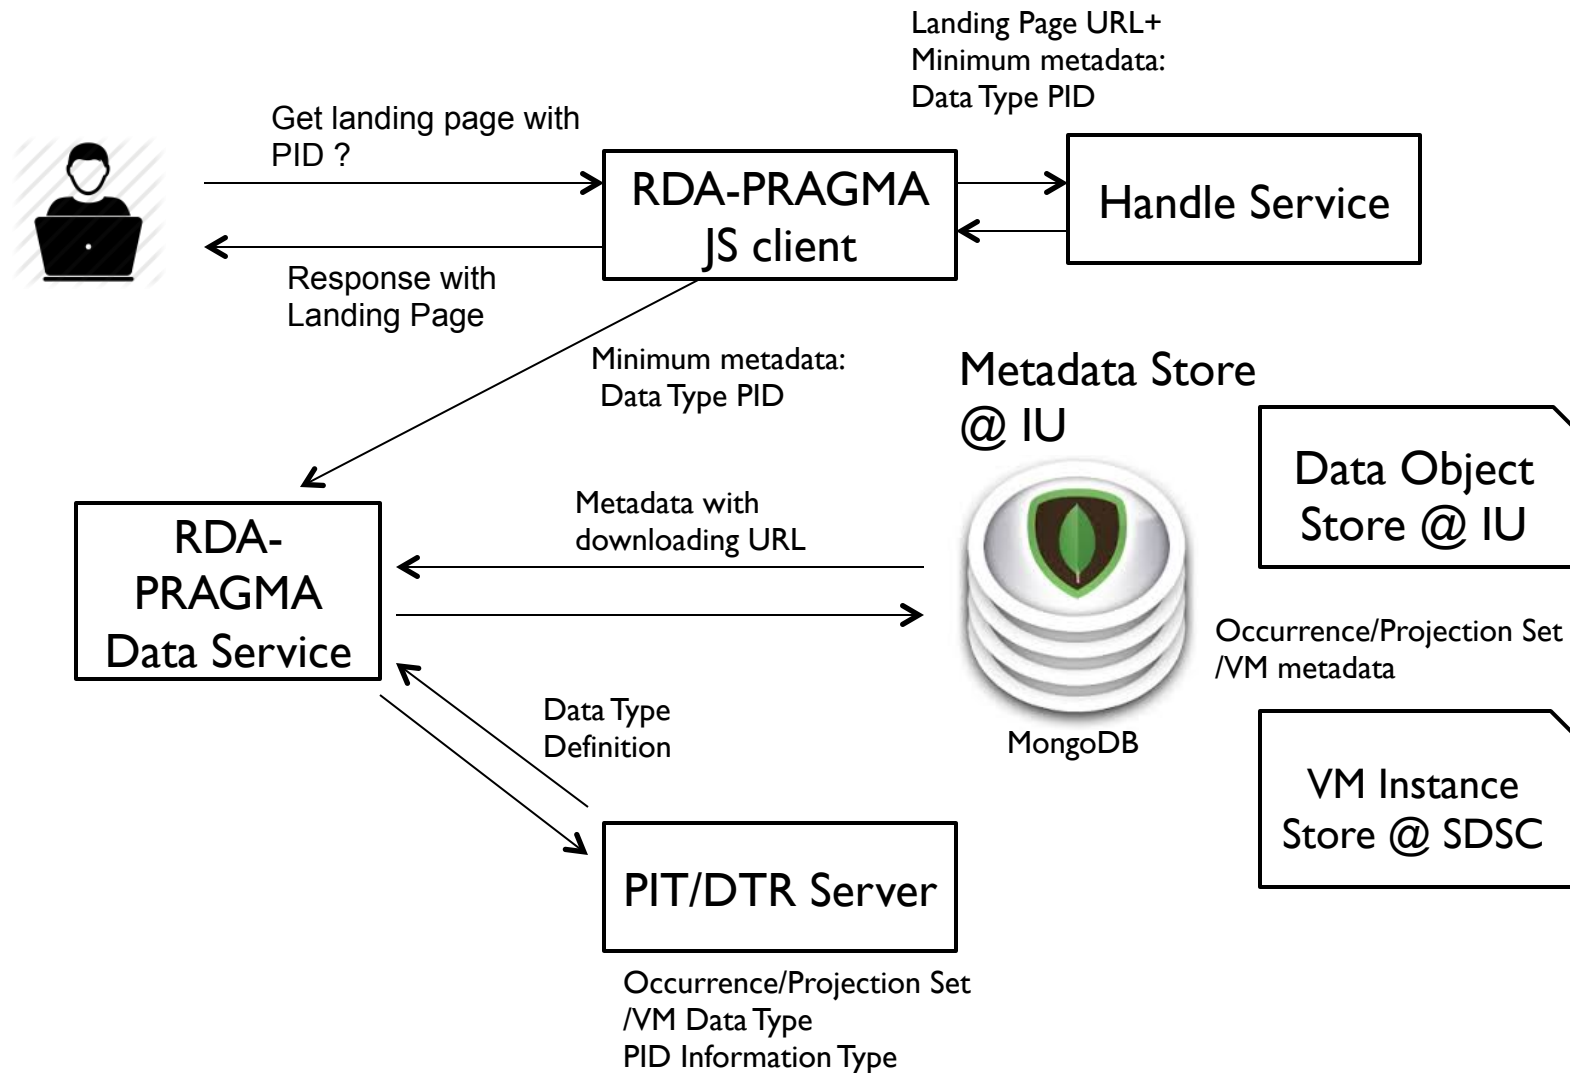 Landing Page URL+
Minimum metadata:
Data Type PID
Get landing page with
PID ?
RDA-PRAGMA
JS client
Handle Service
Response with
Landing Page
Minimum metadata:
Data Type PID
Metadata Store
@ IU
Data Object
Store @ IU
Metadata with
downloading URL
RDA-
PRAGMA
Data Service
Occurrence/Projection Set
/VM metadata
Data Type
Definition
MongoDB
VM Instance
Store @ SDSC
PIT/DTR Server
Occurrence/Projection Set
/VM Data Type
PID Information Type